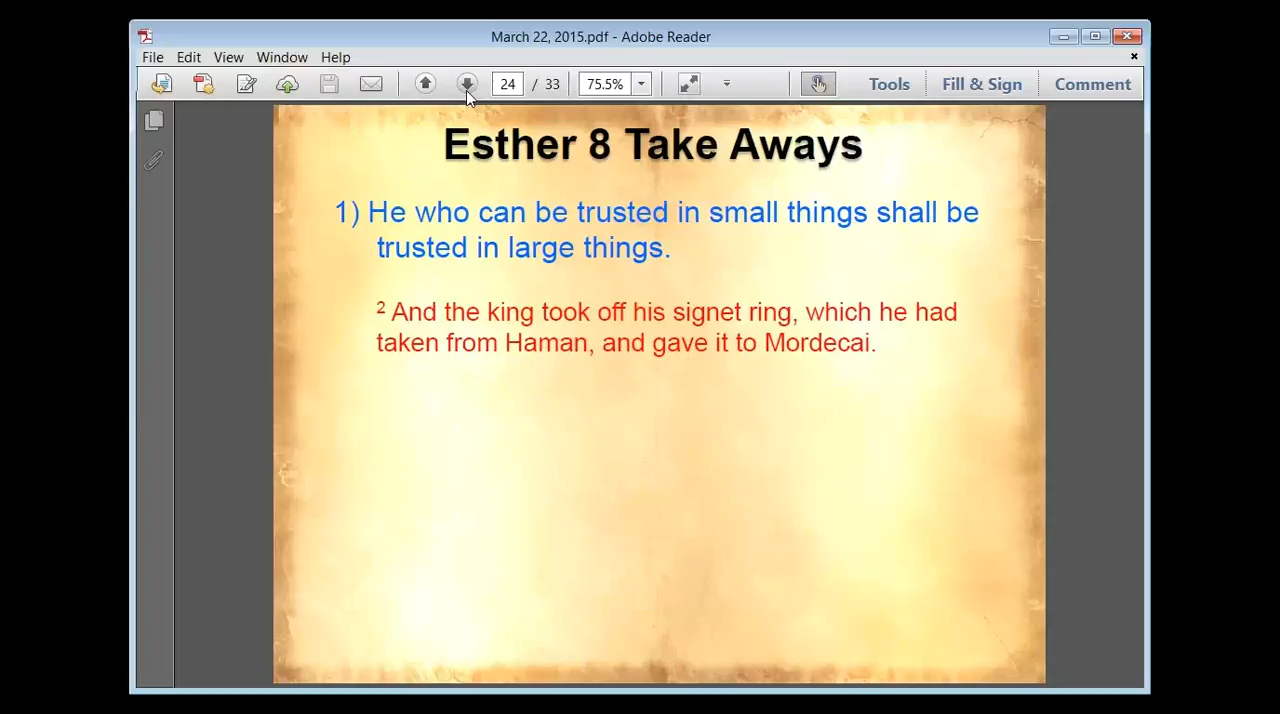 March 22, 2015.pdf - Adobe Reader
File Edit View Window Help
24 / 33 75.5% Tools Fill & Sign Comment
Esther 8 Take Aways
1) He who can be trusted in small things shall be
trusted in large things.
2 And the king took off his signet ring, which he had
taken from Haman, and gave it to Mordecai.